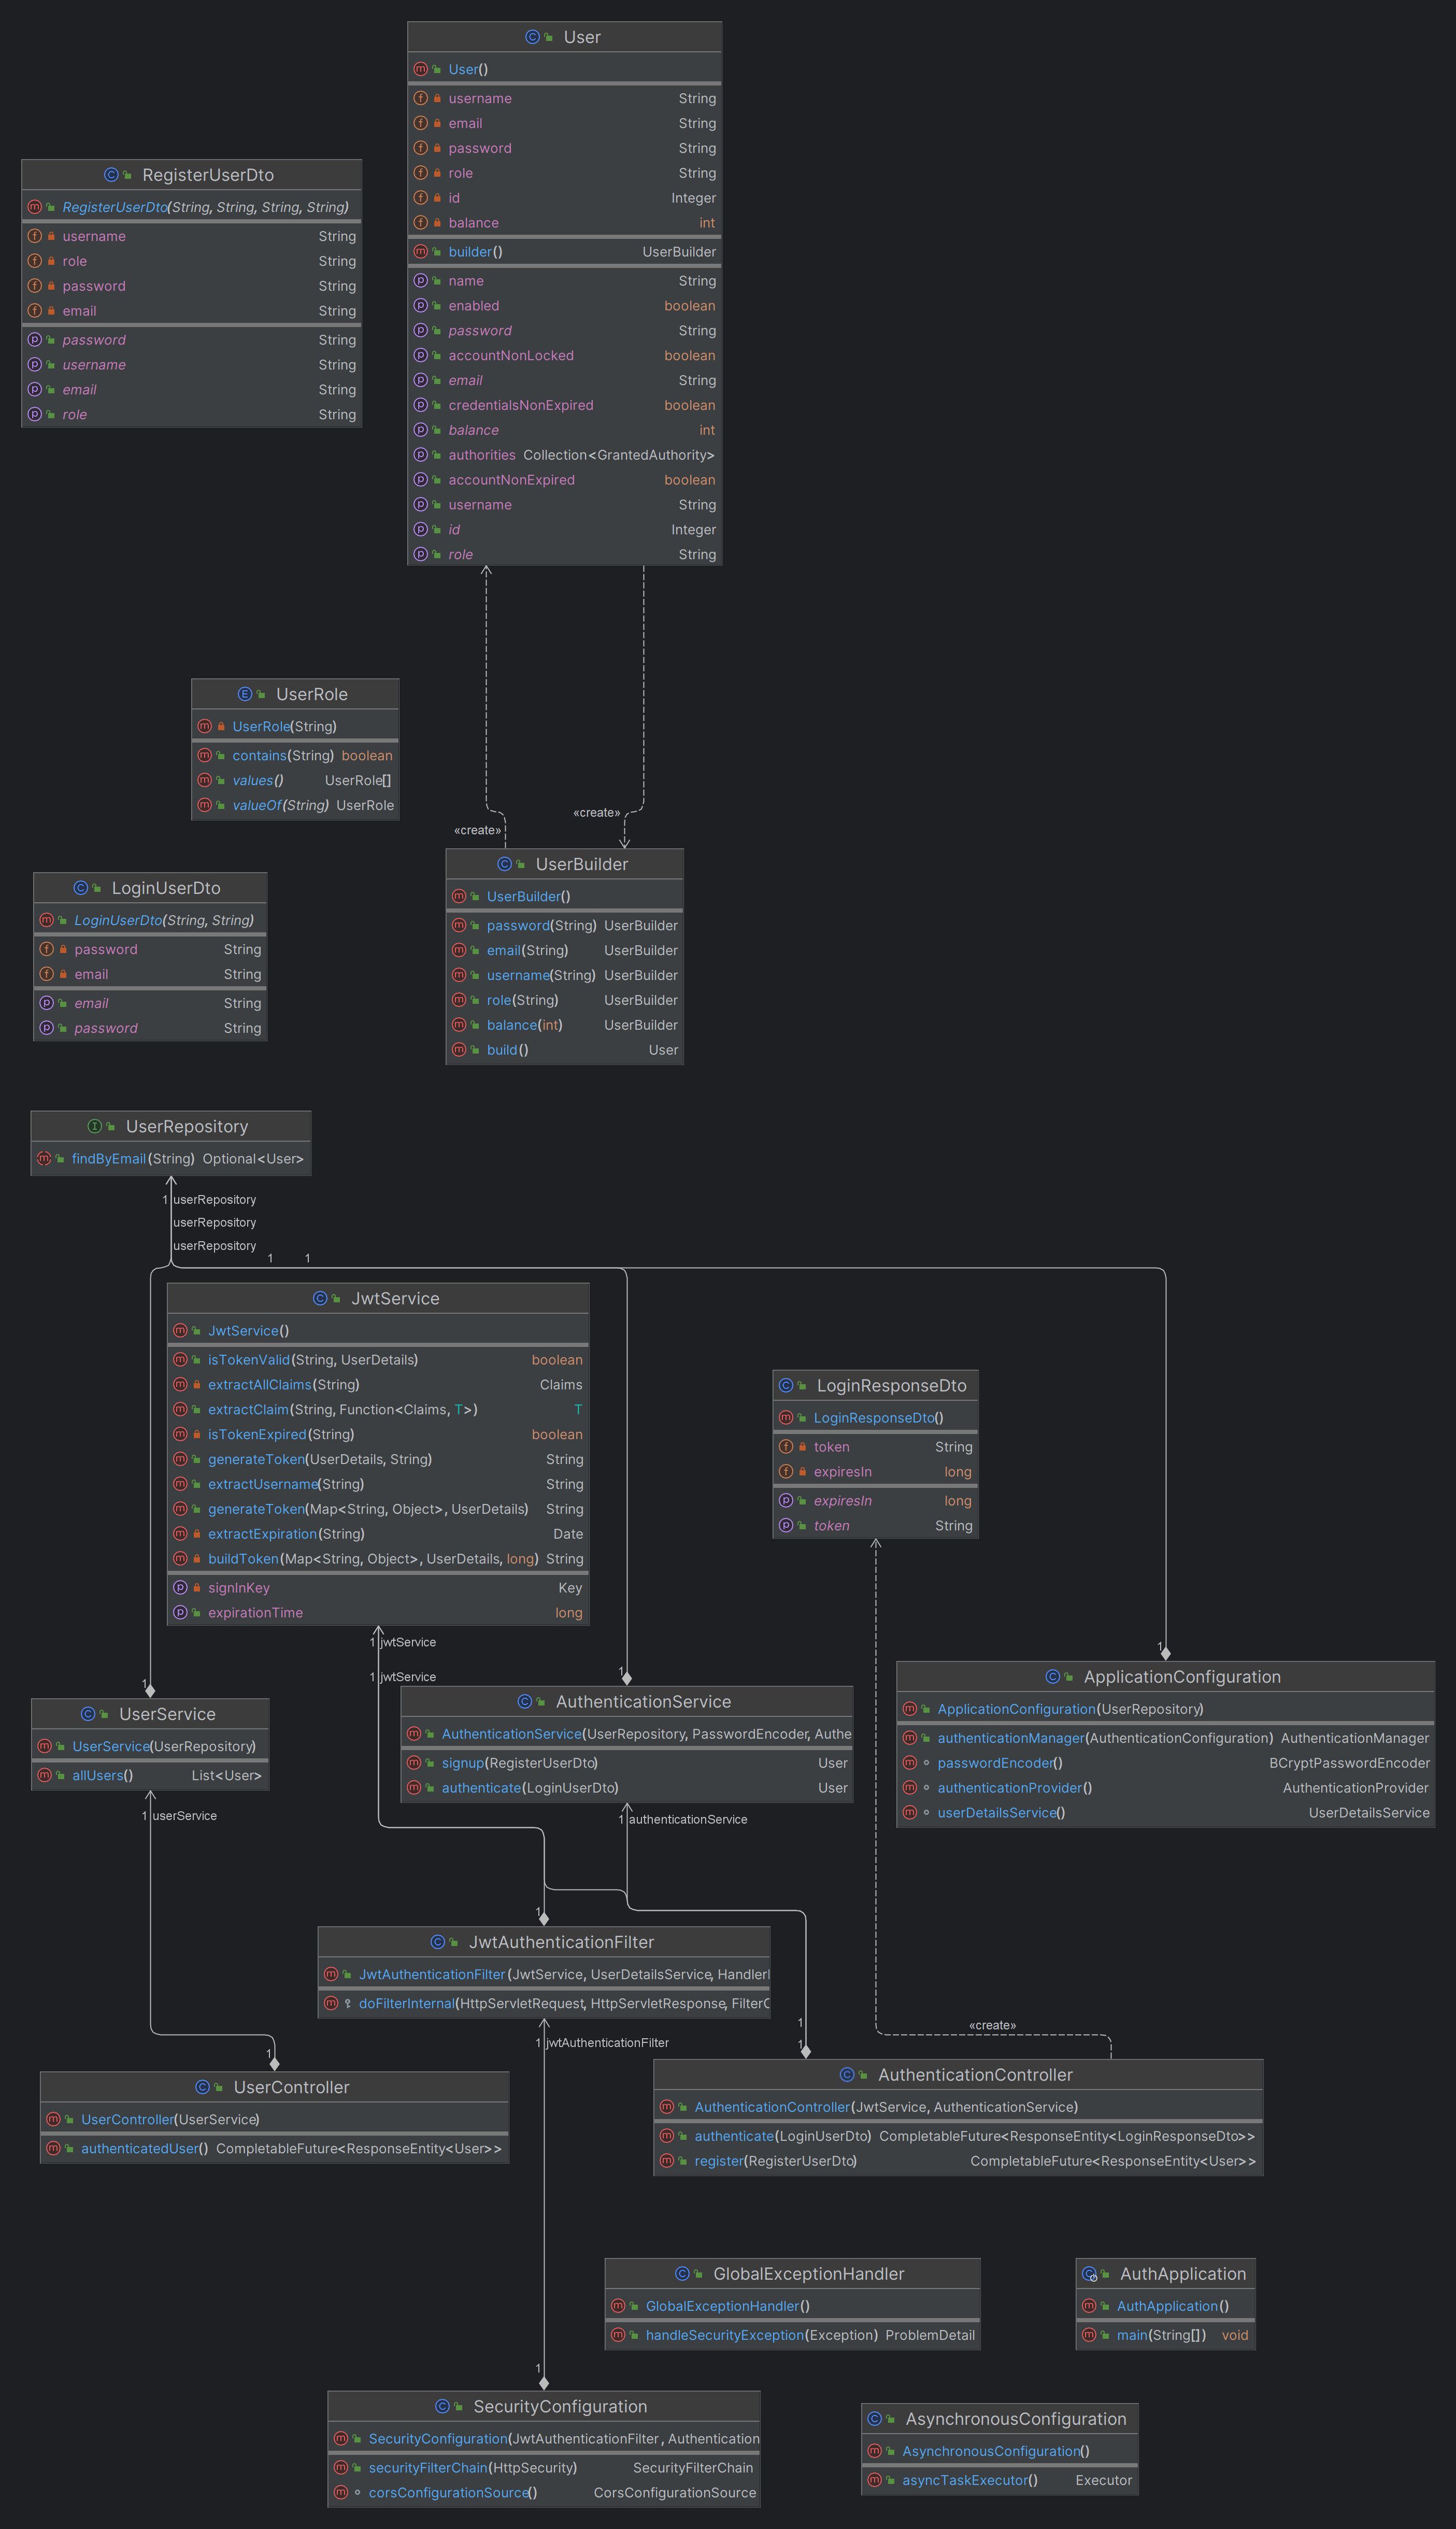 User
User()
username String
email String
password String
role String
id Integer
balance int
builder() UserBuilder
name String
enabled boolean
password String
accountNonLocked boolean
email String
credentialsNonExpired boolean
balance int
authorities Collection<GrantedAuthority>
accountNonExpired boolean
username String
id Integer
role String
RegisterUserDto
RegisterUserDto(String, String, String, String)
username String
role String
password String
email String
password String
username String
email String
role String
UserRole
UserRole(String)
contains(String) boolean
values() UserRole[]
valueOf(String) UserRole
«create»
«create»
UserBuilder
UserBuilder()
password(String) UserBuilder
email(String) UserBuilder
username(String) UserBuilder
role(String) UserBuilder
balance(int) UserBuilder
build() User
LoginUserDto
LoginUserDto(String, String)
password String
email String
email String
password String
UserRepository
findByEmail(String) Optional<User>
1 userRepository
userRepository
userRepository
1 1
JwtService
JwtService()
isTokenValid(String, UserDetails) boolean
extractAllClaims(String) Claims
extractClaim(String, Function<Claims, T>) T
isTokenExpired(String) boolean
generateToken(UserDetails, String) String
extractUsername(String) String
generateToken(Map<String, Object>, UserDetails) String
extractExpiration(String) Date
buildToken(Map<String, Object>, UserDetails, long) String
signInKey Key
expirationTime long
LoginResponseDto
LoginResponseDto()
token String
expiresIn long
expiresIn long
token String
1 jwtService
1 jwtService
1
1
1
UserService
UserService(UserRepository)
allUsers() List<User>
1 userService
AuthenticationService
AuthenticationService(UserRepository, PasswordEncoder, Authe
signup(RegisterUserDto) User
authenticate(LoginUserDto) User
1 authenticationService
ApplicationConfiguration
ApplicationConfiguration(UserRepository)
authenticationManager(AuthenticationConfiguration) AuthenticationManager
passwordEncoder() BCryptPasswordEncoder
authenticationProvider() AuthenticationProvider
userDetailsService() UserDetailsService
1
JwtAuthenticationFilter
JwtAuthenticationFilter(JwtService, UserDetailsService, Handler
doFilterInternal(HttpServletRequest, HttpServletResponse, FilterC
1 jwtAuthenticationFilter
1
1
1
«create»
UserController
UserController(UserService)
authenticatedUser() CompletableFuture<ResponseEntity<User>>
AuthenticationController
AuthenticationController(JwtService, AuthenticationService)
authenticate(LoginUserDto) CompletableFuture<ResponseEntity<LoginResponseDto>>
register(RegisterUserDto) CompletableFuture<ResponseEntity<User>>
GlobalExceptionHandler
GlobalExceptionHandler()
handleSecurityException(Exception) ProblemDetail
AuthApplication
AuthApplication()
main(String[]) void
1
SecurityConfiguration
SecurityConfiguration(JwtAuthenticationFilter, Authentication
securityFilterChain(HttpSecurity) SecurityFilterChain
corsConfigurationSource() CorsConfigurationSource
AsynchronousConfiguration
AsynchronousConfiguration()
asyncTaskExecutor() Executor